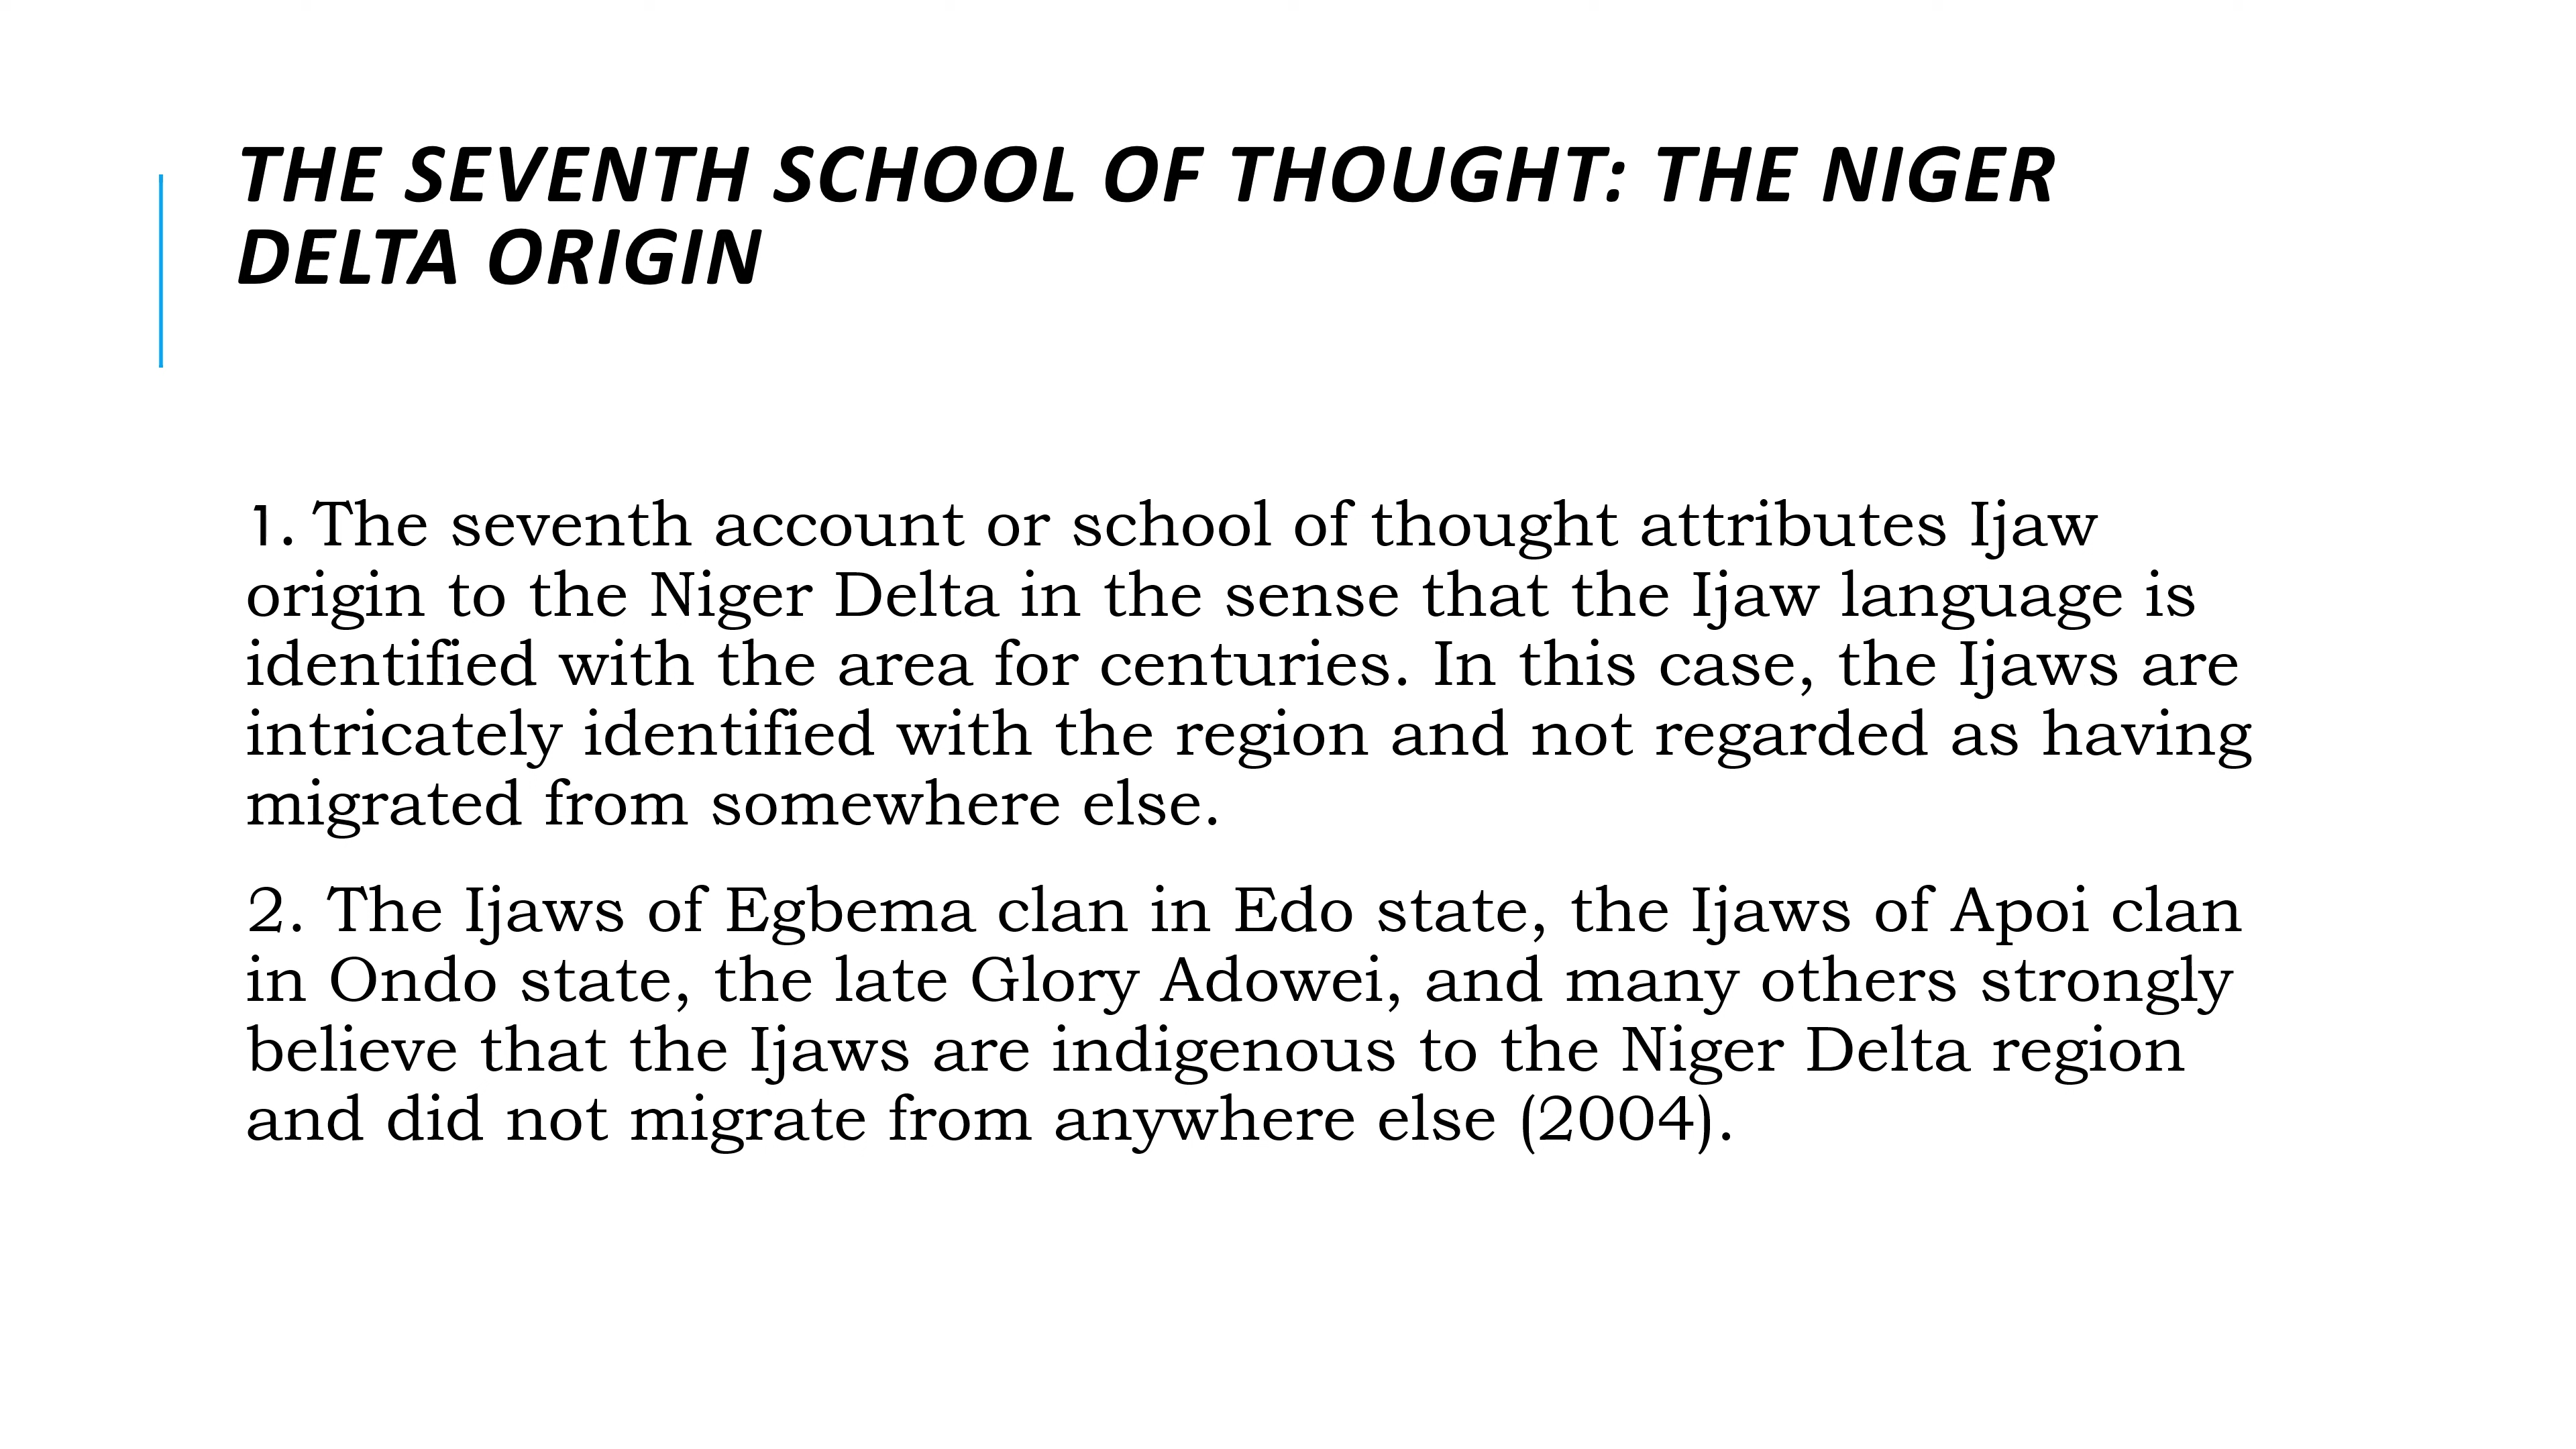 THE SEVENTH SCHOOL OF THOUGHT: THE NIGER
DELTA ORIGIN
1. The seventh account or school of thought attributes Ijaw
origin to the Niger Delta in the sense that the Ijaw language is
identified with the area for centuries. In this case, the Ijaws are
intricately identified with the region and not regarded as having
migrated from somewhere else.
2. The Ijaws of Egbema clan in Edo state, the Ijaws of Apoi clan
in Ondo state, the late Glory Adowei, and many others strongly
believe that the Ijaws are indigenous to the Niger Delta region
and did not migrate from anywhere else (2004).